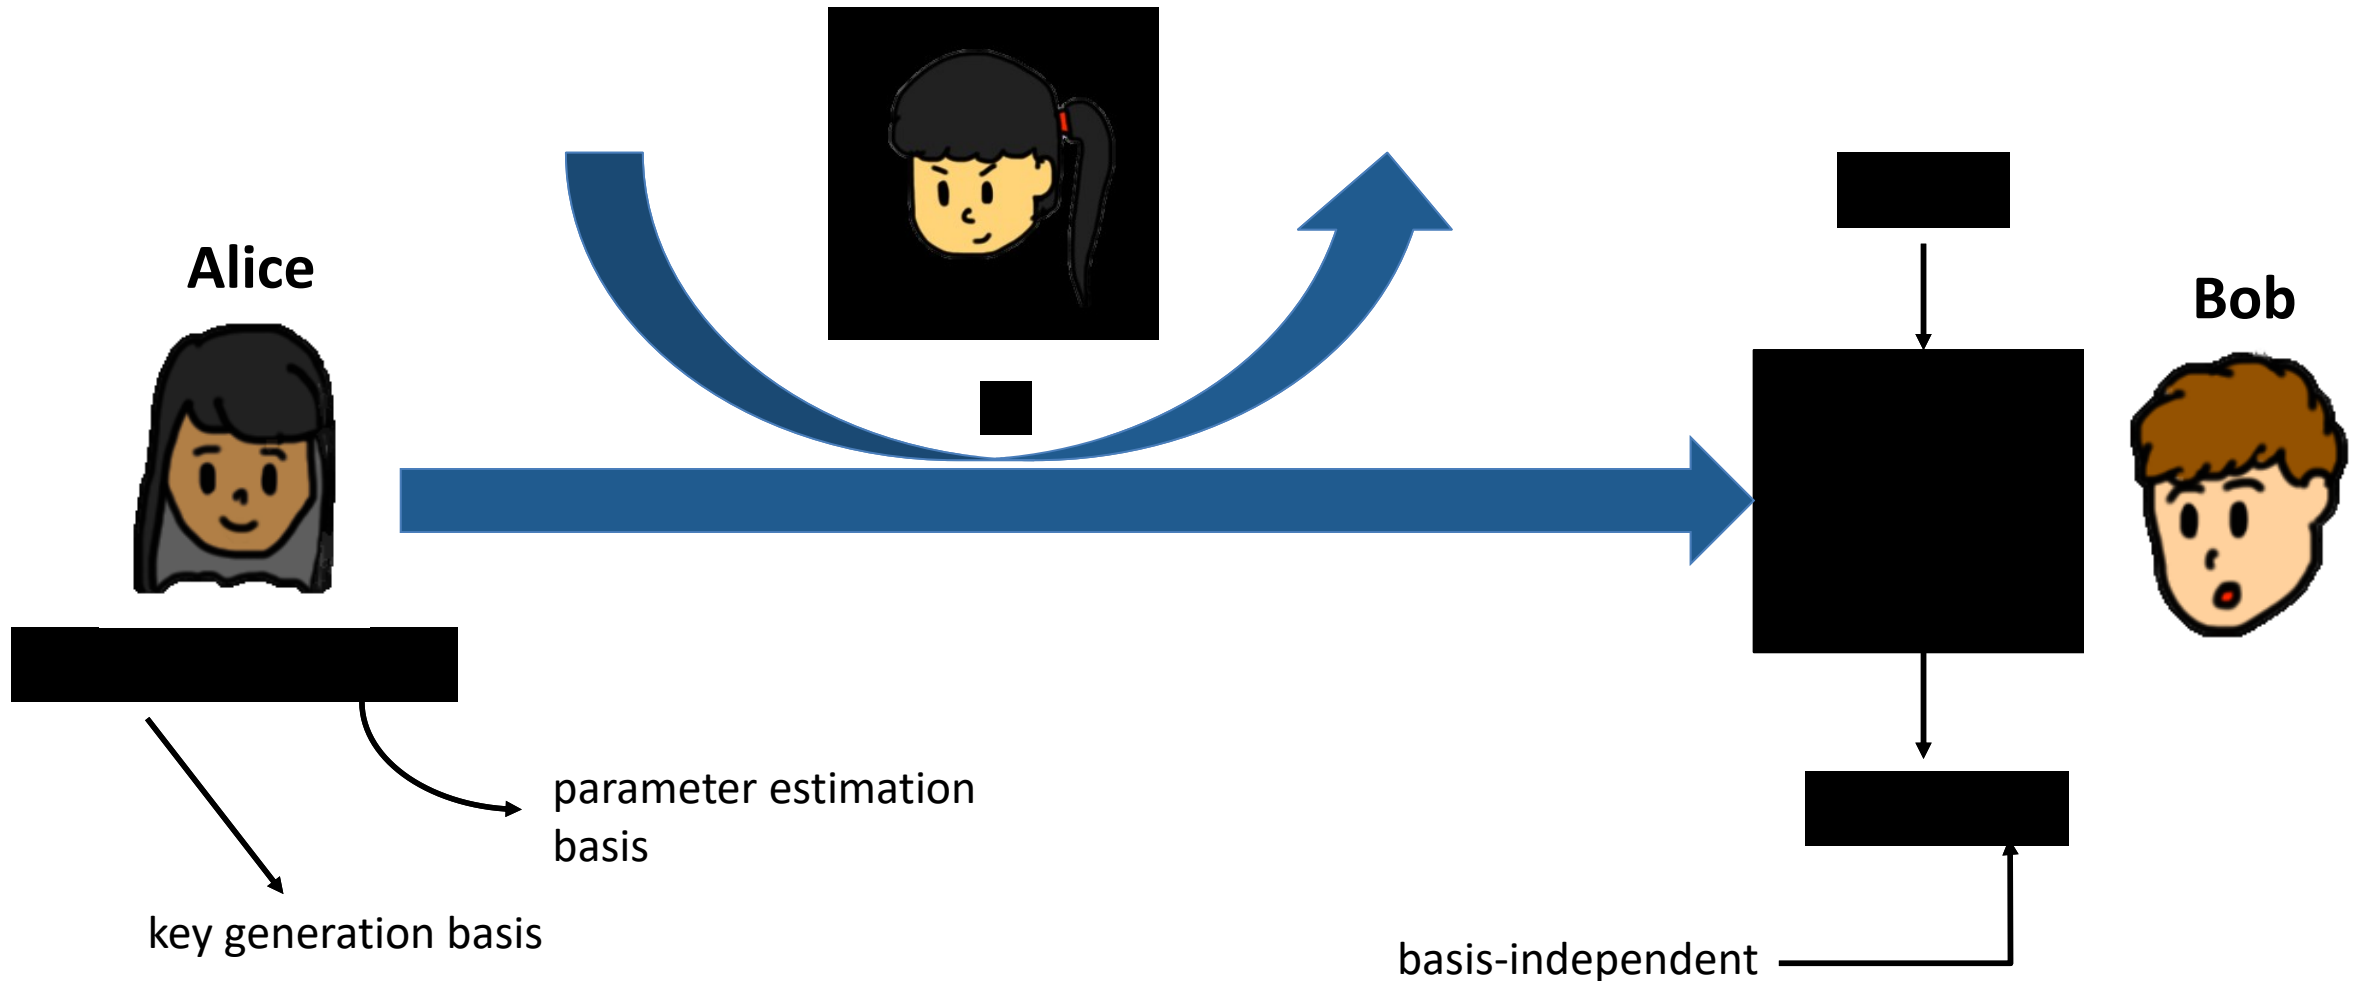 Alice
Bob
parameter estimation
basis
key generation basis
basis-independent